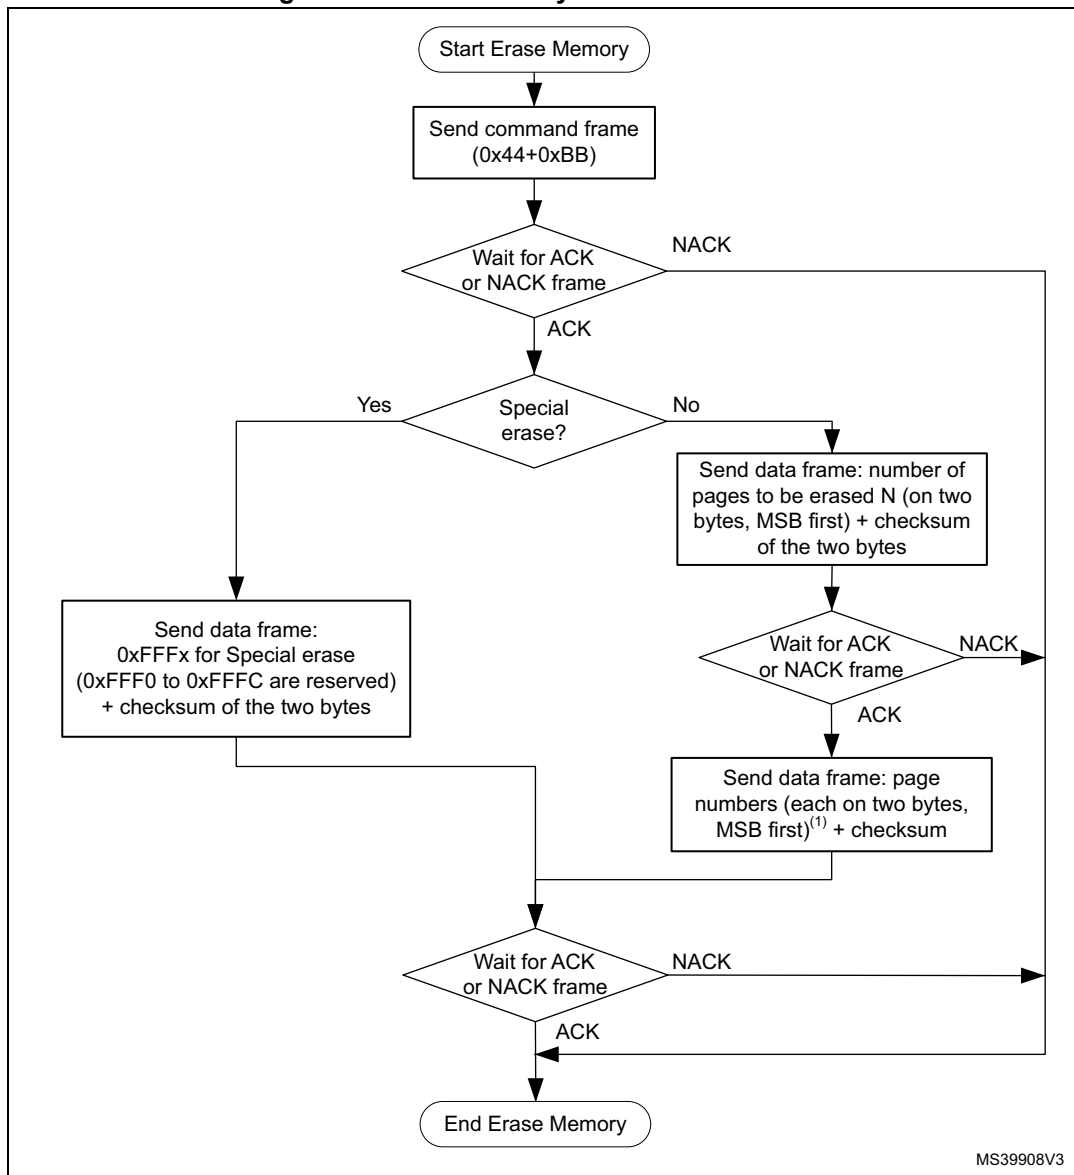 Start Erase Memory
Send command frame
(0x44+0xBB)
Wait for ACK
or NACK frame
NACK
ACK
Special
erase?
Yes
No
Send data frame: number of
pages to be erased N (on two
bytes, MSB first) + checksum
of the two bytes
Send data frame:
0xFFFx for Special erase
(0xFFF0 to 0xFFFC are reserved)
+ checksum of the two bytes
Wait for ACK
or NACK frame
NACK
ACK
Send data frame: page
numbers (each on two bytes,
MSB first)(1) + checksum
Wait for ACK
or NACK frame
NACK
ACK
End Erase Memory
MS39908V3